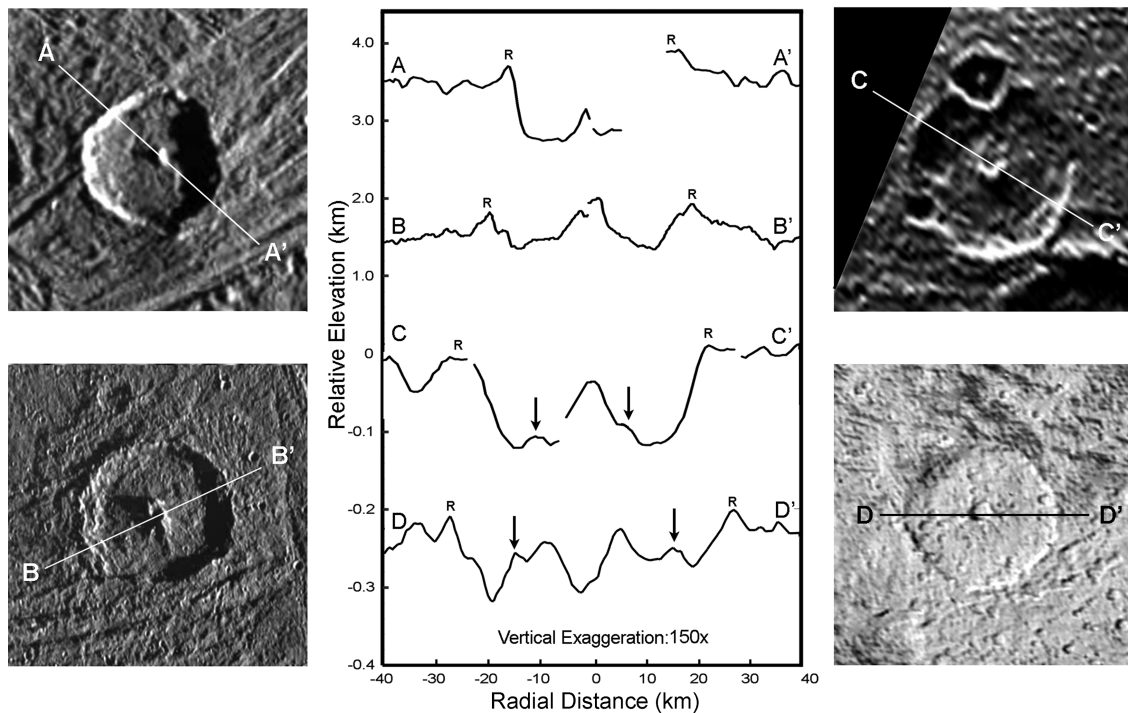 A
A'
B'
B
Relative Elevation (km)
4.0
3.0
2.0
1.0
0
-0.1
-0.2
-0.3
-0.4
R
R
A
A'
R
R
B
B'
C
R
R
C'
R
R
D
D'
Vertical Exaggeration:150x
-40
-30
-20
-10
0
10
20
30
40
Radial Distance (km)
C
C'
D
D'